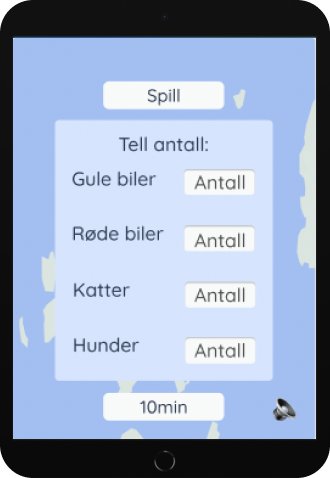 Spill
Tell antall:
Gule biler Antall
Røde biler Antall
Katter Antall
Hunder Antall
10min